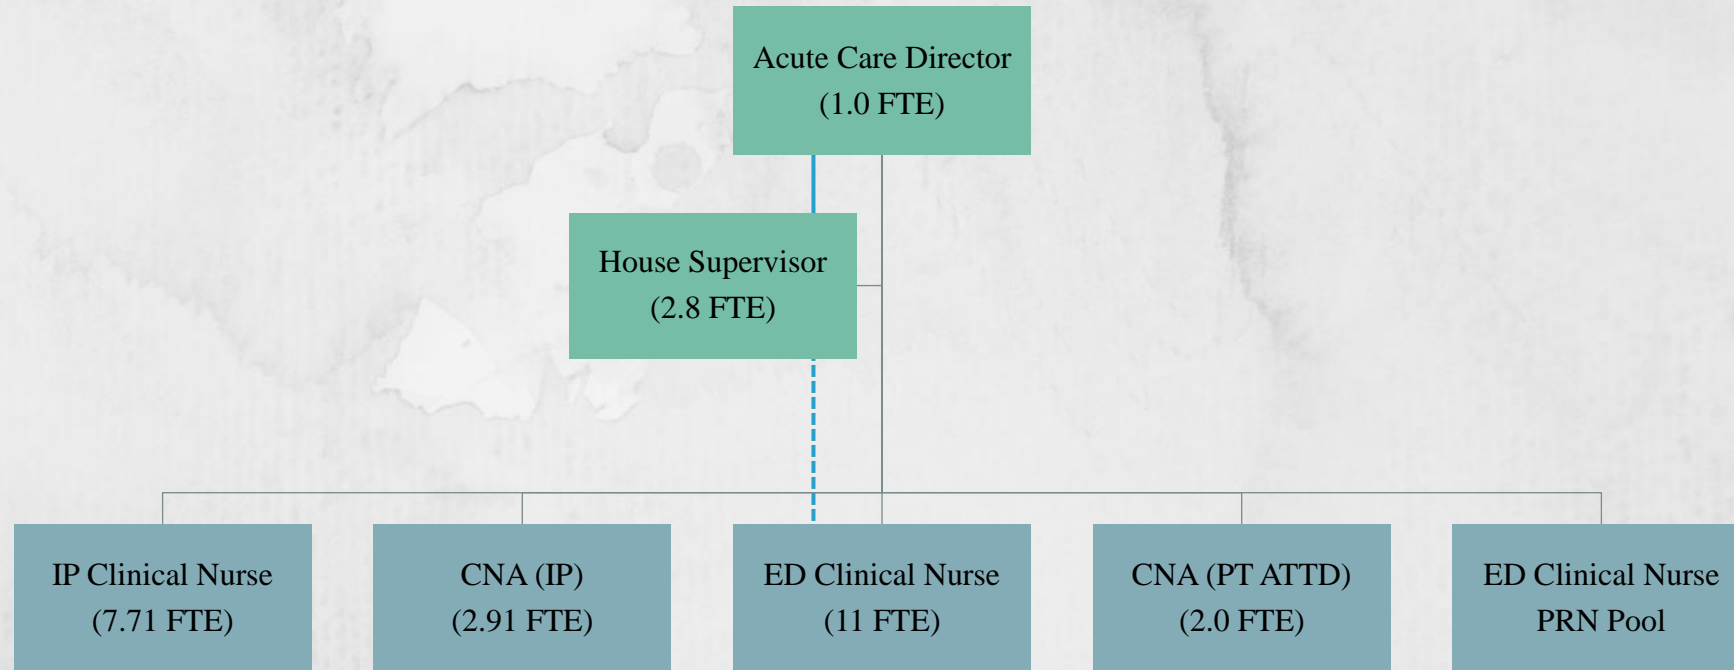 Acute Care Director
(1.0 FTE)
House Supervisor
(2.8 FTE)
IP Clinical Nurse
(7.71 FTE)
CNA (IP)
(2.91 FTE)
ED Clinical Nurse
(11 FTE)
CNA (PT ATTD)
(2.0 FTE)
ED Clinical Nurse
PRN Pool